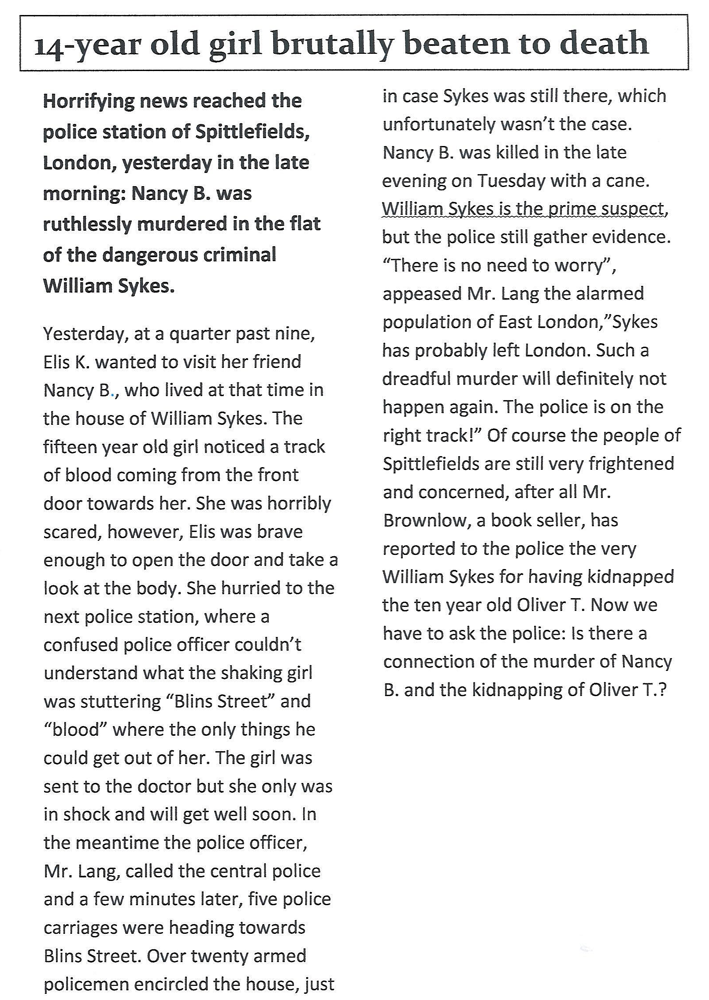 14-year old girl brutally beaten to death
Horrifying news reached the
police station of Spittlefields,
London, yesterday in the late
morning: Nancy B. was
ruthlessly murdered in the flat
of the dangerous criminal
William Sykes.
Yesterday, at a quarter past nine,
Elis K. wanted to visit her friend
Nancy B., who lived at that time in
the house of William Sykes. The
fifteen year old girl noticed a track
of blood coming from the front
door towards her. She was horribly
scared, however, Elis was brave
enough to open the door and take a
look at the body. She hurried to the
next police station, where a
confused police officer couldn’t
understand what the shaking girl
was stuttering “Blins Street” and
“blood” where the only things he
could get out of her. The girl was
sent to the doctor but she only was
in shock and will get well soon. In
the meantime the police officer,
Mr. Lang, called the central police
and a few minutes later, five police
carriages were heading towards
Blins Street. Over twenty armed
policemen encircled the house, just
in case Sykes was still there, which
unfortunately wasn’t the case.
Nancy B. was killed in the late
evening on Tuesday with a cane.
William Sykes is the prime suspect,
but the police still gather evidence.
“There is no need to worry”,
appeased Mr. Lang the alarmed
population of East London,”Sykes
has probably left London. Such a
dreadful murder will definitely not
happen again. The police is on the
right track!” Of course the people of
Spittlefields are still very frightened
and concerned, after all Mr.
Brownlow, a book seller, has
reported to the police the very
William Sykes for having kidnapped
the ten year old Oliver T. Now we
have to ask the police: Is there a
connection of the murder of Nancy
B. and the kidnapping of Oliver T.?